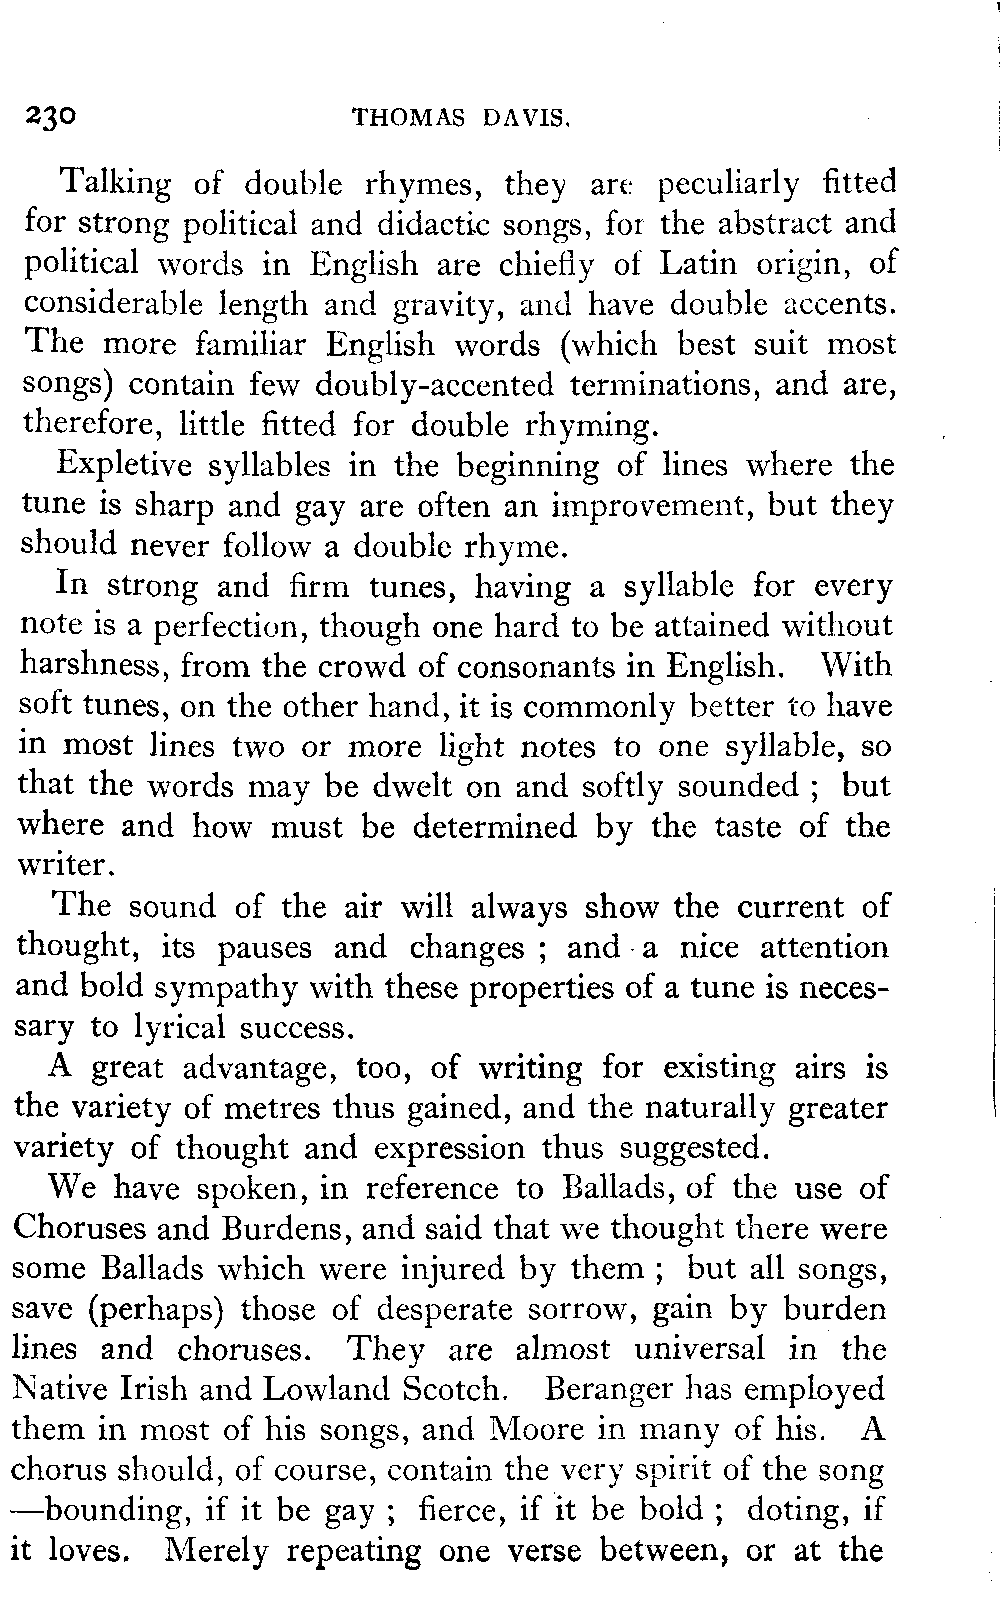 230 THOMAS DAVIS.
Talking of double rhymes, they are peculiarly fitted
for strong political and didactic songs, for the abstract and
political words in English are chiefly of Latin origin, of
considerable length and gravity, and have double accents.
The more familiar English words (which best suit most
songs) contain few doubly-accented terminations, and are,
therefore, little fitted for double rhyming.
Expletive syllables in the beginning of lines where the
tune is sharp and gay are often an improvement, but they
should never follow a double rhyme.
In strong and firm tunes, having a syllable for every
note is a perfection, though one hard to be attained without
harshness, from the crowd of consonants in English. With
soft tunes, on the other hand, it is commonly better to have
in most lines two or more light notes to one syllable, so
that the words may be dwelt on and softly sounded ; but
where and how must be determined by the taste of the
writer.
The sound of the air will always show the current of
thought, its pauses and changes ; and a nice attention
and bold sympathy with these properties of a tune is neces-
sary to lyrical success.
A great advantage, too, of writing for existing airs is
the variety of metres thus gained, and the naturally greater
variety of thought and expression thus suggested.
We have spoken, in reference to Ballads, of the use of
Choruses and Burdens, and said that we thought there were
some Ballads which were injured by them ; but all songs,
save (perhaps) those of desperate sorrow, gain by burden
lines and choruses. They are almost universal in the
Native Irish and Lowland Scotch. Beranger has employed
them in most of his songs, and Moore in many of his. A
chorus should, of course, contain the very spirit of the song
—bounding, if it be gay ; fierce, if it be bold ; doting, if
it loves. Merely repeating one verse between, or at the